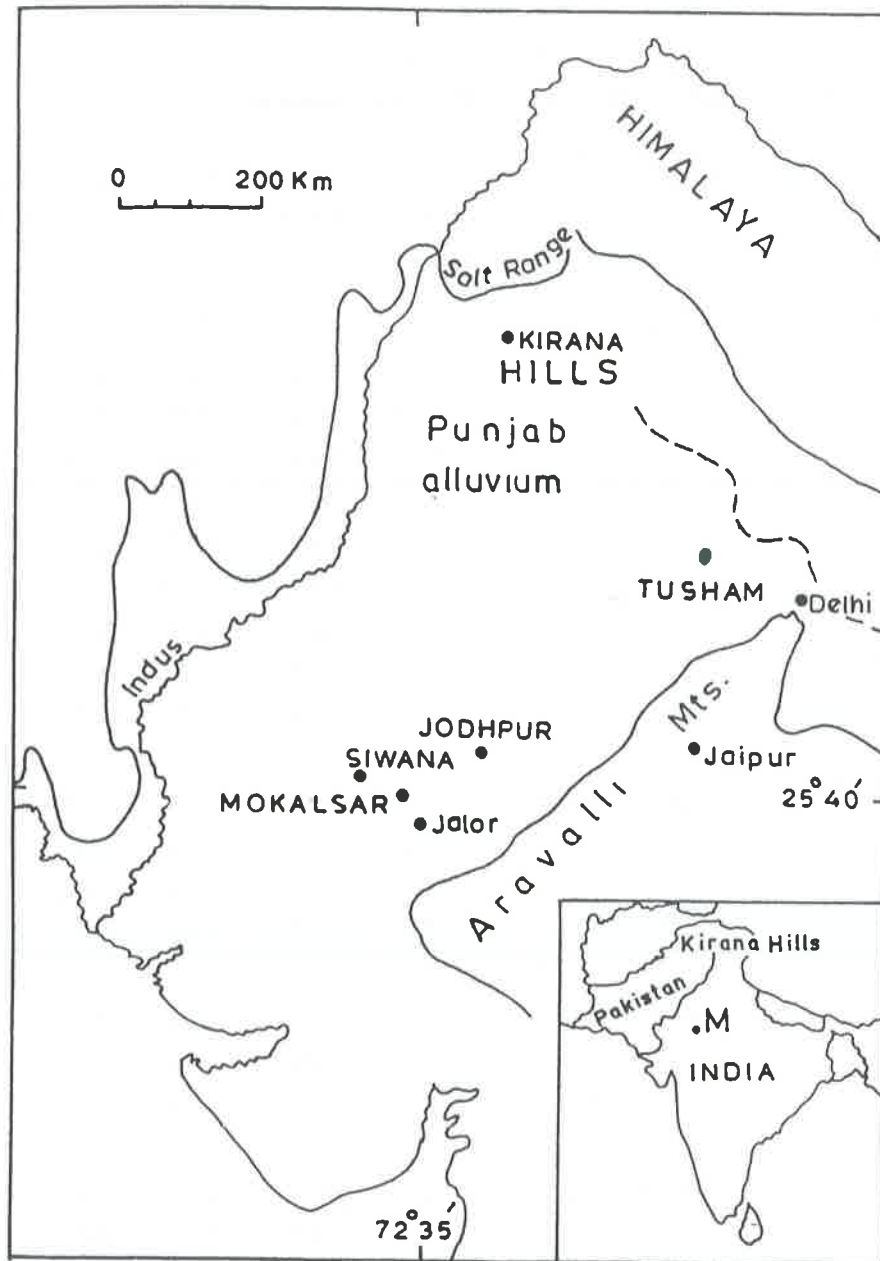 HIMALAYA
0 200 Km
Salt Range
KIRANA
HILLS
Punjab
alluvium
TUSHAM
Delhi
Indus
Aravalli Mts.
JODHPUR
SIWANA
Jaipur
MOKALSAR
25° 40'
Jalor
Kirana Hills
Pakistan
M
INDIA
72° 35'